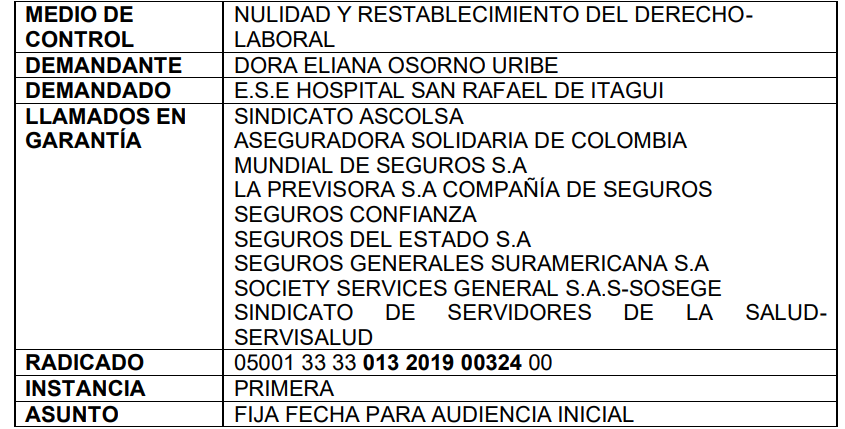 MEDIO DE CONTROL NULIDAD Y RESTABLECIMIENTO DEL DERECHO-
LABORAL
DEMANDANTE DORA ELIANA OSORNO URIBE
DEMANDADO E.S.E HOSPITAL SAN RAFAEL DE ITAGUI
LLAMADOS EN GARANTÍA SINDICATO ASCOLSA
ASEGURADORA SOLIDARIA DE COLOMBIA
MUNDIAL DE SEGUROS S.A
LA PREVISORA S.A COMPAÑÍA DE SEGUROS
SEGUROS CONFIANZA
SEGUROS DEL ESTADO S.A
SEGUROS GENERALES SURAMERICANA S.A
SOCIETY SERVICES GENERAL S.A.S-SOSEGE
SINDICATO DE SERVIDORES DE LA SALUD-
SERVISALUD
RADICADO 05001 33 33 013 2019 00324 00
INSTANCIA PRIMERA
ASUNTO FIJA FECHA PARA AUDIENCIA INICIAL